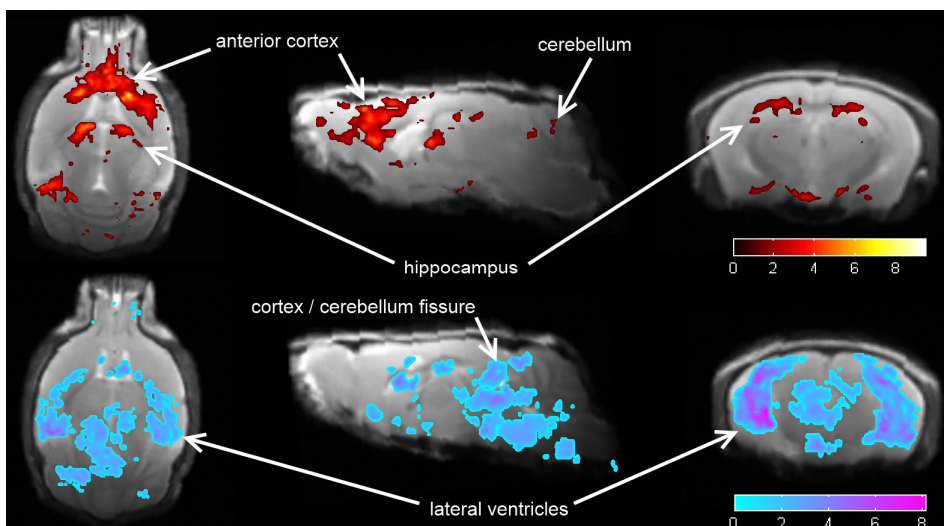 anterior cortex
cerebellum
hippocampus
0 2 4 6 8
cortex / cerebellum fissure
lateral ventricles
0 2 4 6 8